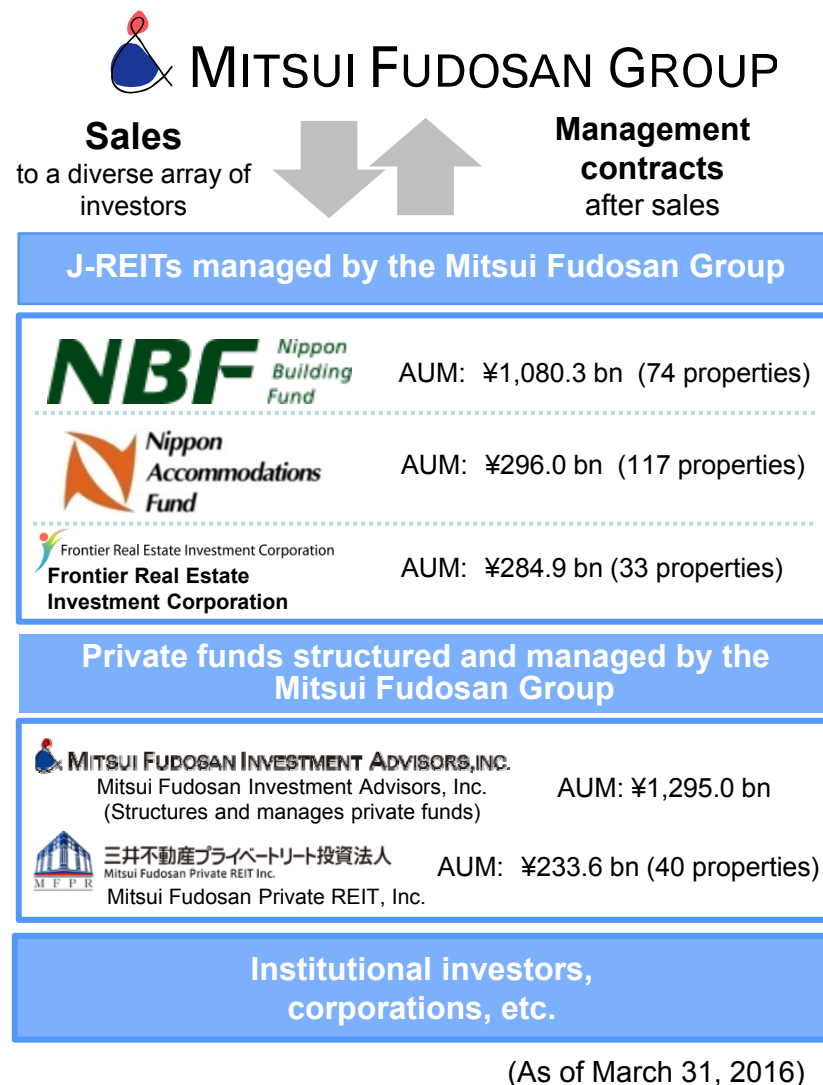 MITSUI FUDOSAN GROUP
Sales
to a diverse array of
investors
Management
contracts
after sales
J-REITs managed by the Mitsui Fudosan Group
NBF Nippon
Building
Fund
AUM: ¥1,080.3 bn (74 properties)
Nippon
Accommodations
Fund
AUM: ¥296.0 bn (117 properties)
Frontier Real Estate Investment Corporation
Frontier Real Estate
Investment Corporation
AUM: ¥284.9 bn (33 properties)
Private funds structured and managed by the
Mitsui Fudosan Group
MITSUI FUDOSAN INVESTMENT ADVISORS,INC.
Mitsui Fudosan Investment Advisors, Inc.
(Structures and manages private funds)
AUM: ¥1,295.0 bn
三井不動産プライベートリート投資法人
Mitsui Fudosan Private REIT Inc.
M F P R
Mitsui Fudosan Private REIT, Inc.
AUM: ¥233.6 bn (40 properties)
Institutional investors,
corporations, etc.
(As of March 31, 2016)